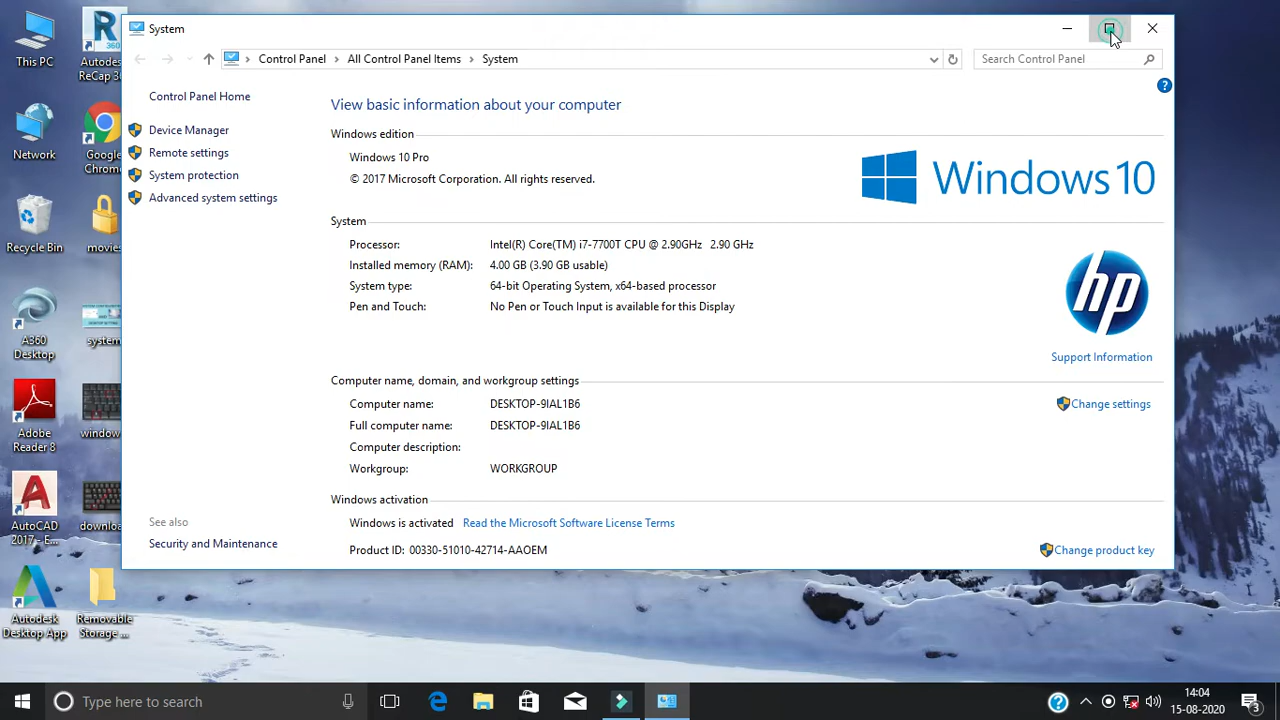 System
Control Panel
All Control Panel Items
System
Search Control Panel
?
Control Panel Home
Device Manager
Remote settings
System protection
Advanced system settings
See also
Security and Maintenance
View basic information about your computer
Windows edition
Windows 10 Pro
© 2017 Microsoft Corporation. All rights reserved.
Windows 10
System
Processor: Intel(R) Core(TM) i7-7700T CPU @ 2.90GHz 2.90 GHz
Installed memory (RAM): 4.00 GB (3.90 GB usable)
System type: 64-bit Operating System, x64-based processor
Pen and Touch: No Pen or Touch Input is available for this Display
hp
Support Information
Computer name, domain, and workgroup settings
Computer name: DESKTOP-9IAL1B6
Change settings
Full computer name: DESKTOP-9IAL1B6
Computer description:
Workgroup: WORKGROUP
Windows activation
Windows is activated Read the Microsoft Software License Terms
Product ID: 00330-51010-42714-AAOEM
Change product key
This PC
Autodes
ReCap 36
R
360
Network
Google
Chrome
Recycle Bin
movies
A360
Desktop
system
Adobe
Reader 8
window
AutoCAD
2017 - E...
downlo
Autodesk
Desktop App
Removable
Storage ...
Type here to search
14:04
15-08-2020
3